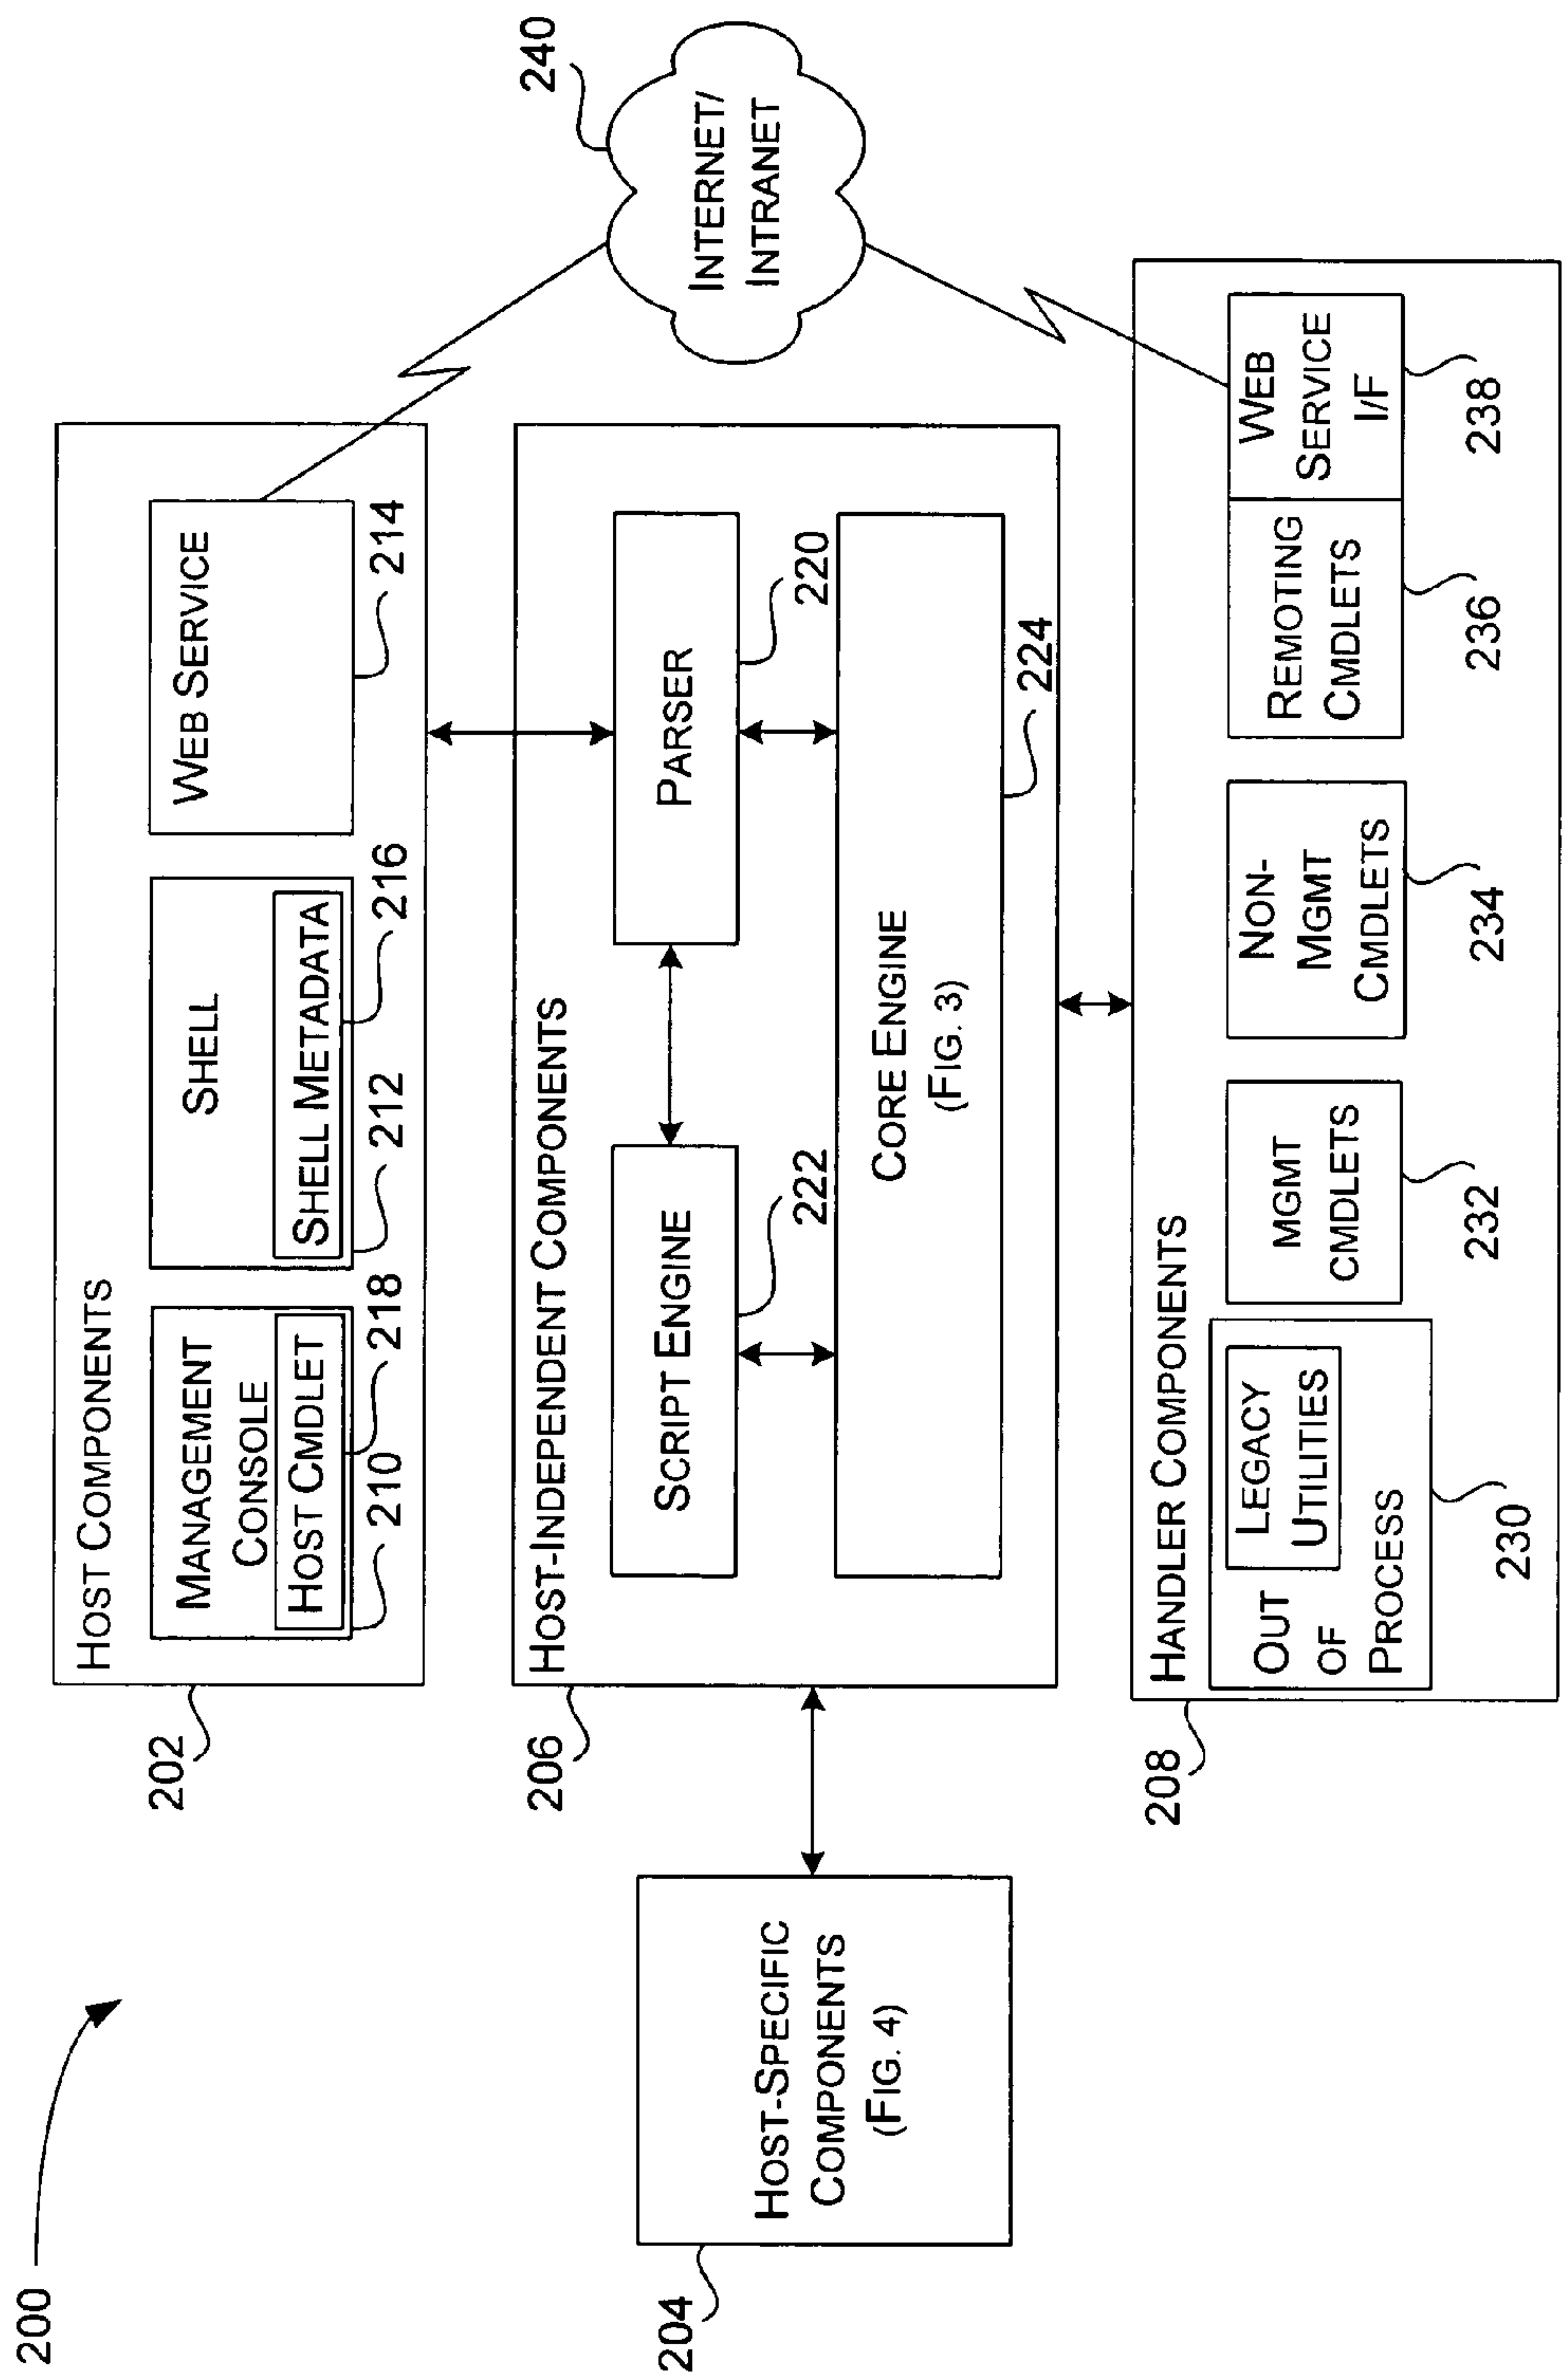 200
HOST COMPONENTS
202
MANAGEMENT
CONSOLE
HOST CMDLET
218
210
SHELL
SHELL METADATA
216
212
WEB SERVICE
214
240
INTERNET/
INTRANET
HOST-INDEPENDENT COMPONENTS
206
SCRIPT ENGINE
222
PARSER
220
CORE ENGINE
(FIG. 3)
224
HOST-SPECIFIC
COMPONENTS
(FIG. 4)
204
HANDLER COMPONENTS
208
OUT
OF
PROCESS
LEGACY
UTILITIES
230
MGMT
CMDLETS
232
NON-
MGMT
CMDLETS
234
REMOTING
CMDLETS
236
WEB
SERVICE
I/F
238